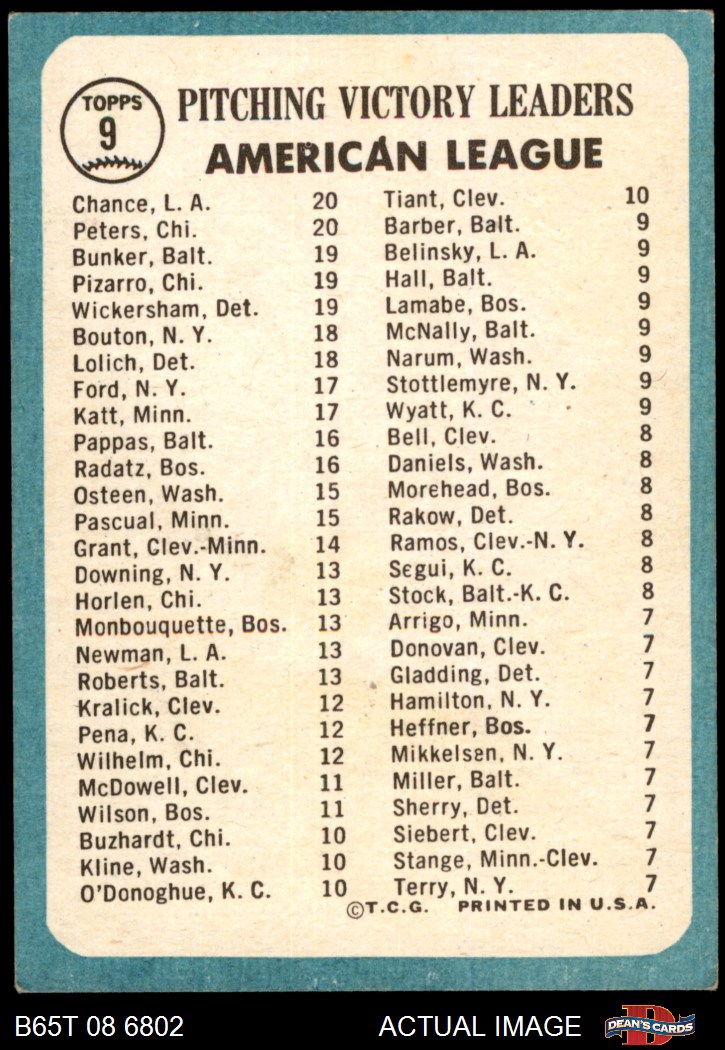 TOPPS
9
PITCHING VICTORY LEADERS
AMERICAN LEAGUE
Chance, L. A. 20
Peters, Chi. 20
Bunker, Balt. 19
Pizarro, Chi. 19
Wickersham, Det. 19
Bouton, N. Y. 18
Lolich, Det. 18
Ford, N. Y. 17
Katt, Minn. 17
Pappas, Balt. 16
Radatz, Bos. 16
Osteen, Wash. 15
Pascual, Minn. 15
Grant, Clev.-Minn. 14
Downing, N. Y. 13
Horlen, Chi. 13
Monbouquette, Bos. 13
Newman, L. A. 13
Roberts, Balt. 13
Kralick, Clev. 12
Pena, K. C. 12
Wilhelm, Chi. 12
McDowell, Clev. 11
Wilson, Bos. 11
Buzhardt, Chi. 10
Kline, Wash. 10
O'Donoghue, K. C. 10
Tiant, Clev. 10
Barber, Balt. 9
Belinsky, L. A. 9
Hall, Balt. 9
Lamabe, Bos. 9
McNally, Balt. 9
Narum, Wash. 9
Stottlemyre, N. Y. 9
Wyatt, K. C. 9
Bell, Clev. 8
Daniels, Wash. 8
Morehead, Bos. 8
Rakow, Det. 8
Ramos, Clev.-N. Y. 8
Segui, K. C. 8
Stock, Balt.-K. C. 8
Arrigo, Minn. 7
Donovan, Clev. 7
Gladding, Det. 7
Hamilton, N. Y. 7
Heffner, Bos. 7
Mikkelsen, N. Y. 7
Miller, Balt. 7
Sherry, Det. 7
Siebert, Clev. 7
Stange, Minn.-Clev. 7
Terry, N. Y. 7
©T.C.G. PRINTED IN U.S.A.
B65T 08 6802
ACTUAL IMAGE
D
DEAN'S CARDS